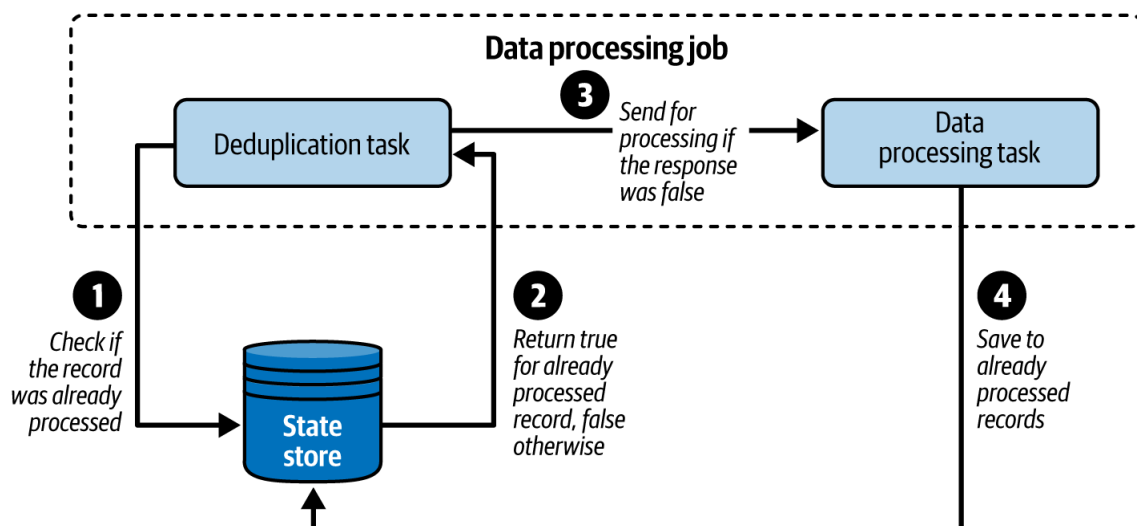 Data processing job
Deduplication task
3
Send for
processing if
the response
was false
Data
processing task
1
Check if
the record
was already
processed
2
Return true
for already
processed
record, false
otherwise
4
Save to
already
processed
records
State
store